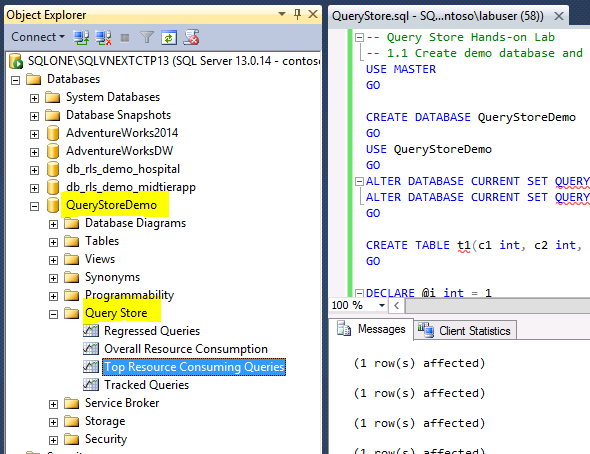 Object Explorer
Connect
SQLONE\SQLVNEXTCTP13 (SQL Server 13.0.14 - contoso
Databases
System Databases
Database Snapshots
AdventureWorks2014
AdventureWorksDW
db_rls_demo_hospital
db_rls_demo_midtierapp
QueryStoreDemo
Database Diagrams
Tables
Views
Synonyms
Programmability
Query Store
Regressed Queries
Overall Resource Consumption
Top Resource Consuming Queries
Tracked Queries
Service Broker
Storage
Security
QueryStore.sql - SQ...ntoso\labuser (58))
-- Query Store Hands-on Lab
-- 1.1 Create demo database and
USE MASTER
GO
CREATE DATABASE QueryStoreDemo
GO
USE QueryStoreDemo
GO
ALTER DATABASE CURRENT SET QUERY
ALTER DATABASE CURRENT SET QUERY
GO
CREATE TABLE t1(c1 int, c2 int,
GO
DECLARE @i int = 1
100 %
Messages
Client Statistics
(1 row(s) affected)
(1 row(s) affected)
(1 row(s) affected)
(1 row(s) affected)